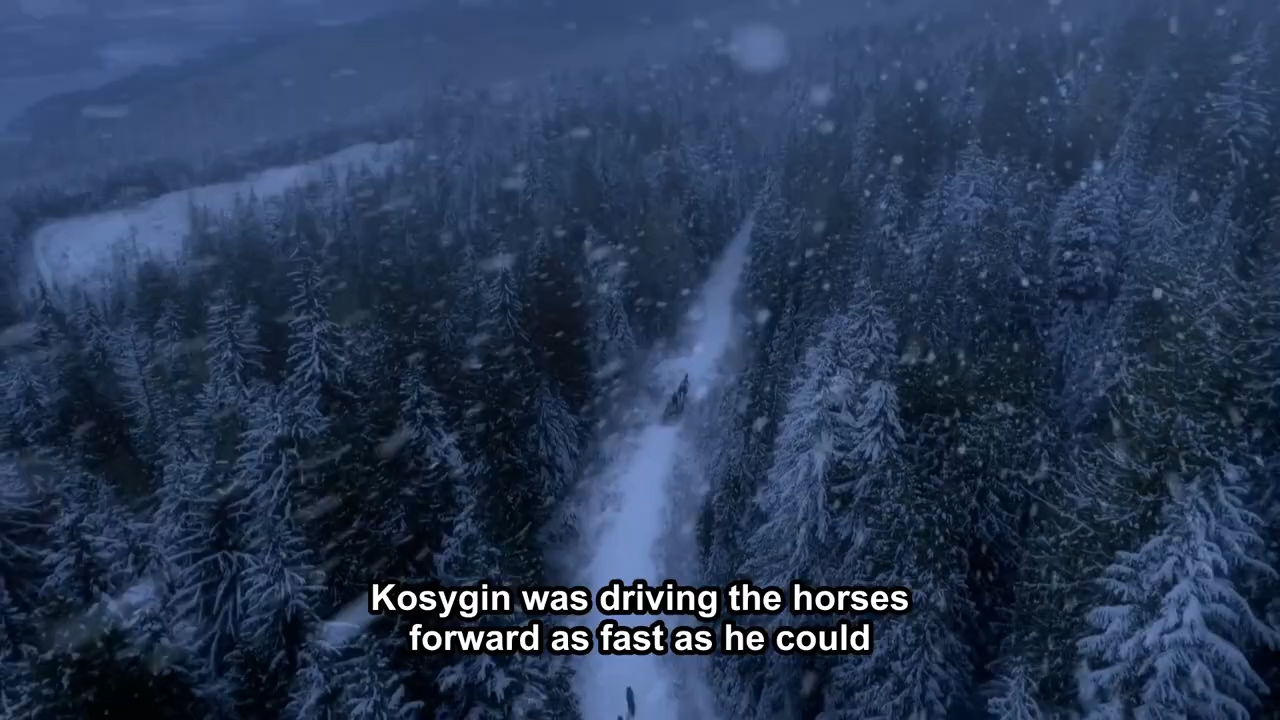 Kosygin was driving the horses
forward as fast as he could